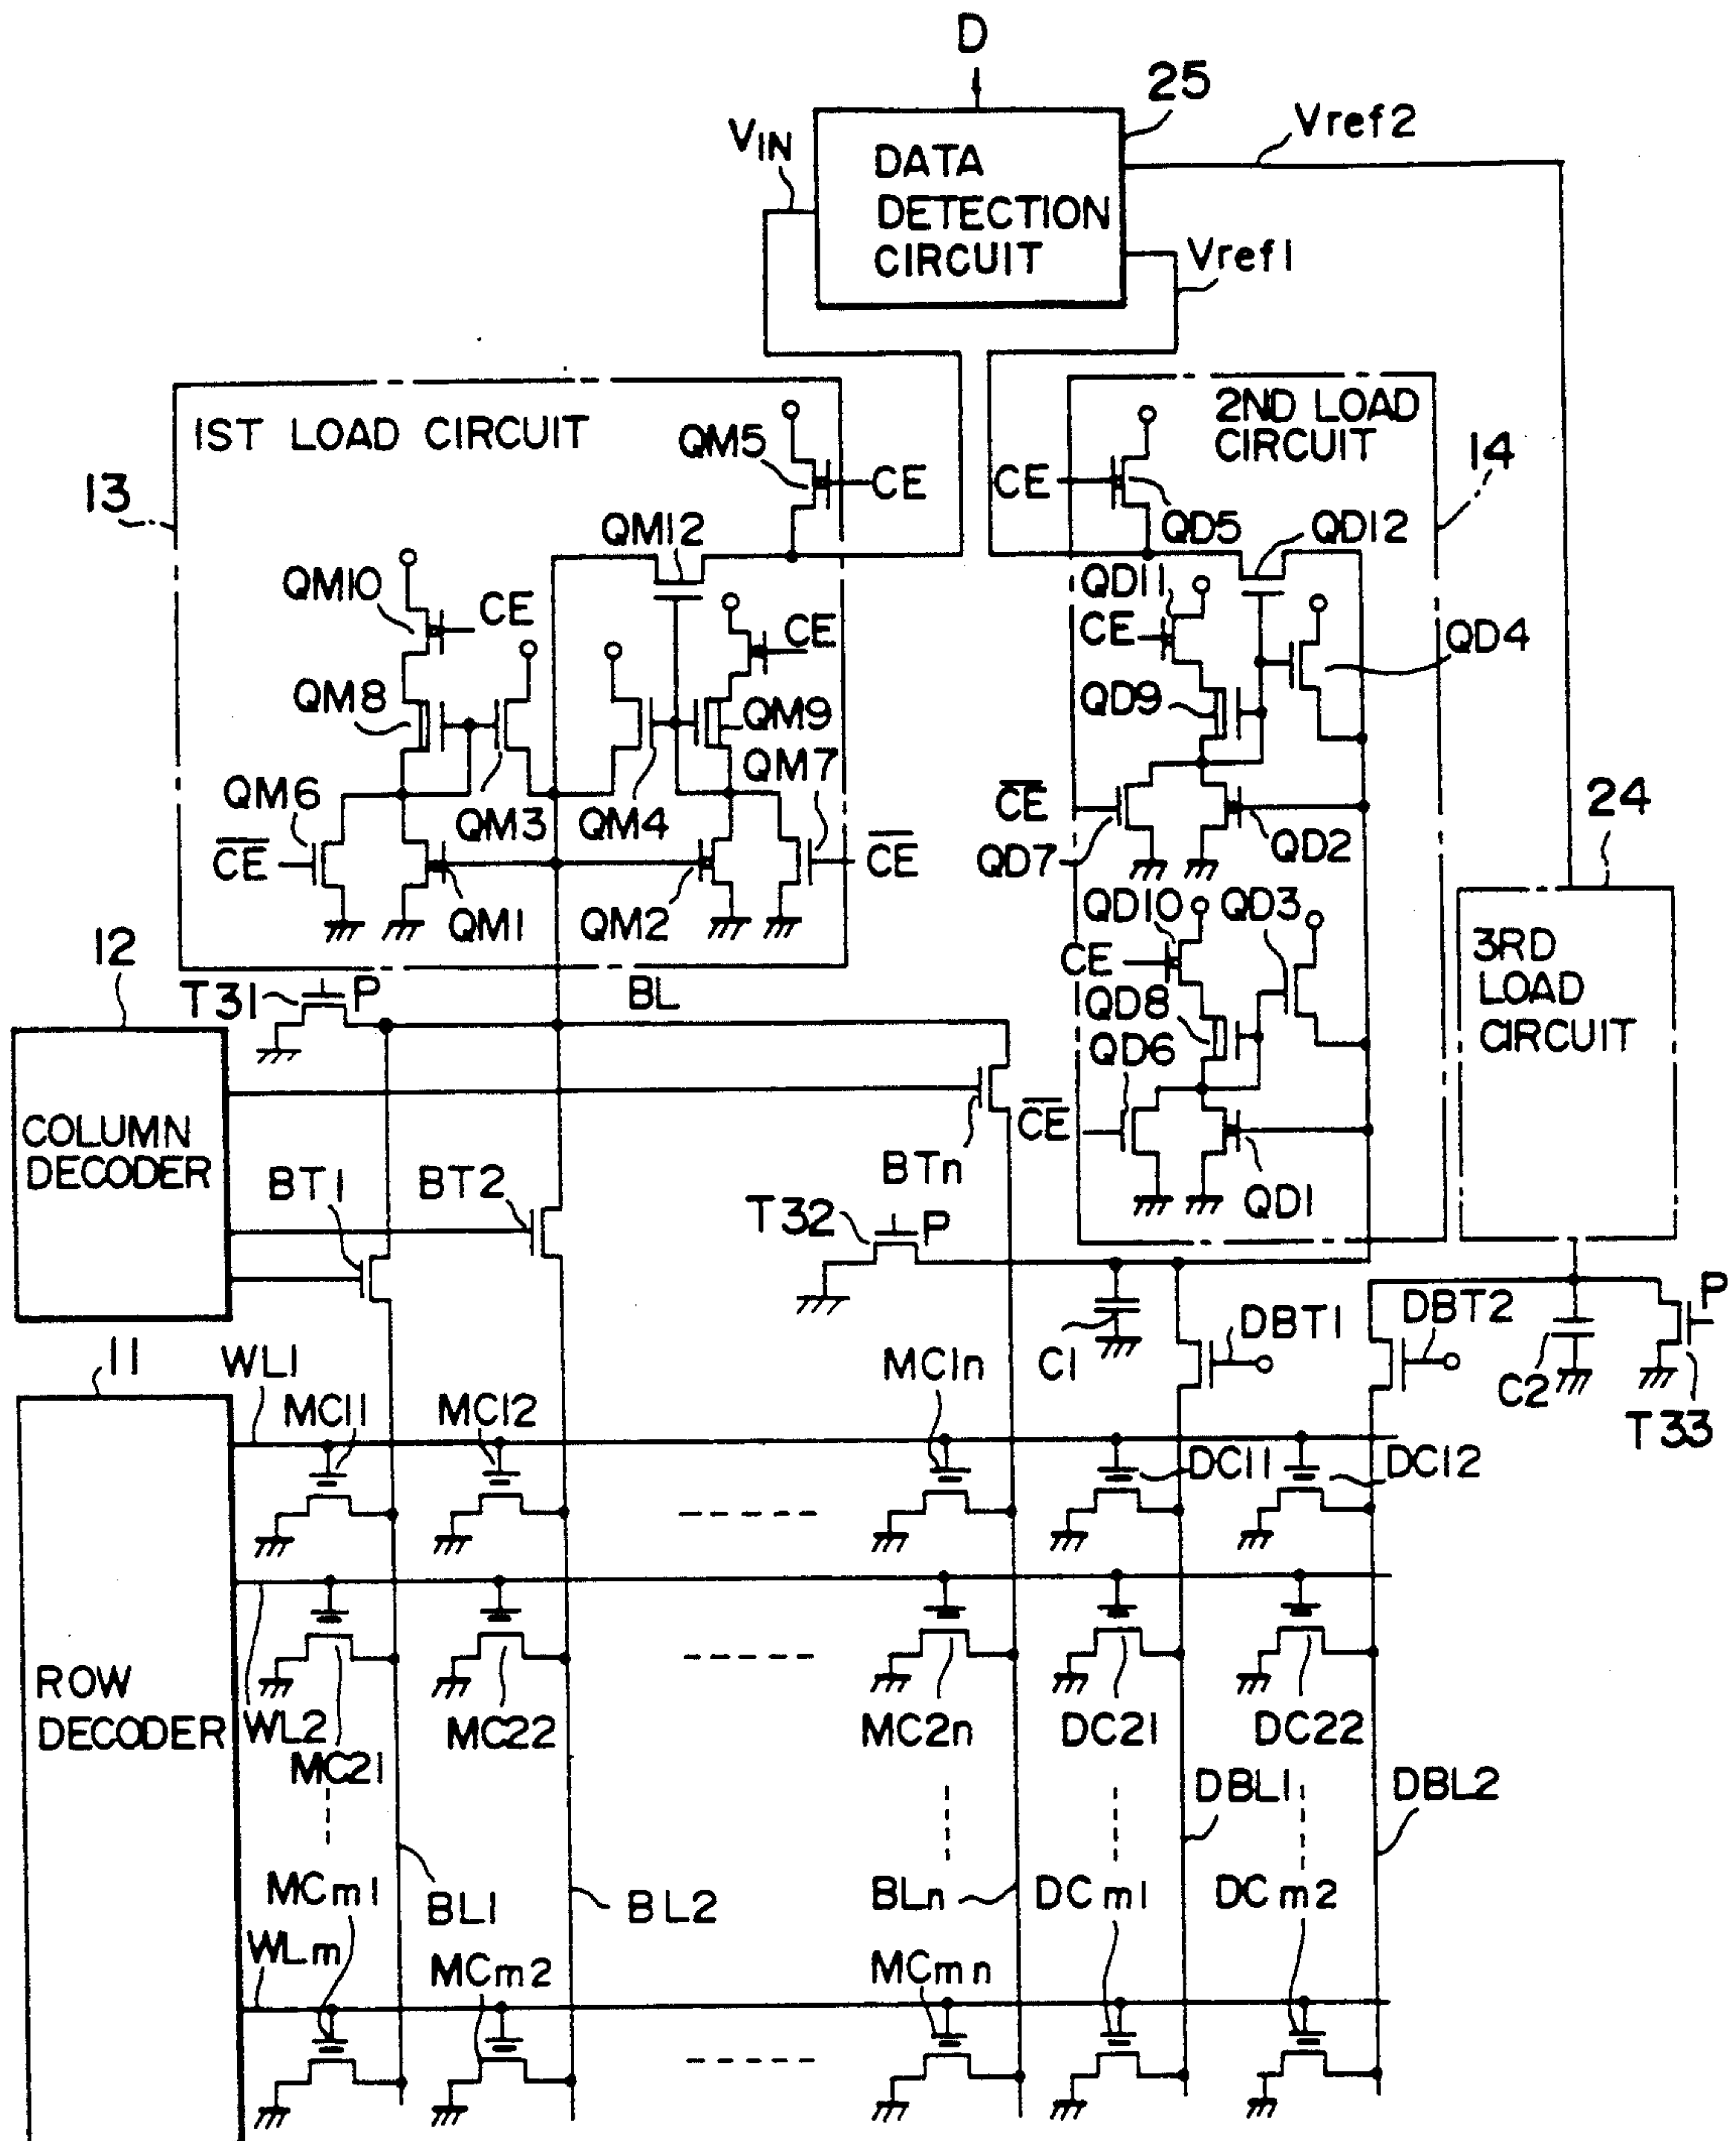 D
25
Vref2
VIN
DATA
DETECTION
CIRCUIT
Vref1
1ST LOAD CIRCUIT
QM5
CE
13
QM12
QM10
CE
CE
QM8
QM9
QM7
QM6
QM3
QM4
CE
CE
QM1
QM2
2ND LOAD
CIRCUIT
14
CE
QD5
QD12
QD11
CE
QD4
QD9
CE
QD7
QD2
QD10
QD3
CE
QD8
QD6
CE
QD1
24
3RD
LOAD
CIRCUIT
12
T31
P
BL
COLUMN
DECODER
BT1
BT2
BTn
T32
P
C1
DBT1
DBT2
P
C2
T33
11
WL1
MC11
MC12
MC1n
DC11
DC12
ROW
DECODER
WL2
MC21
MC22
MC2n
DC21
DC22
DBL1
DBL2
MCm1
BL1
BL2
BLn
DCm1
DCm2
WLm
MCm2
MCmn